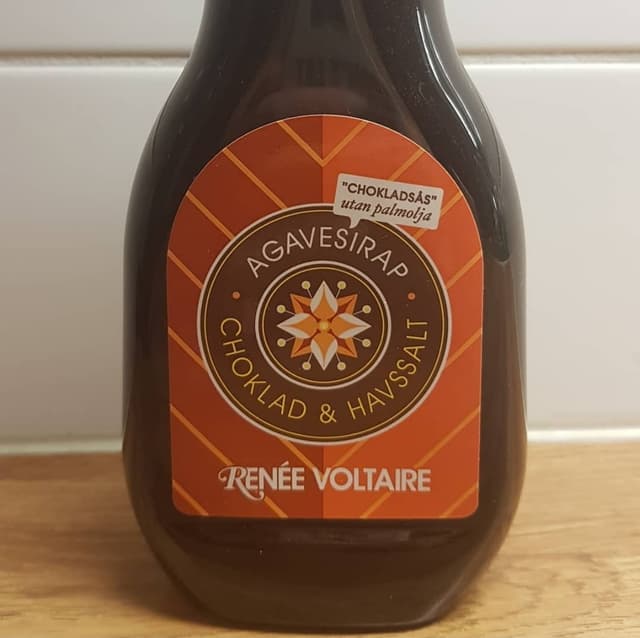 "CHOKLADSÅS"
utan palmolja
AGAVESIRAP
CHOKLAD & HAVSSALT
RENÉE VOLTAIRE